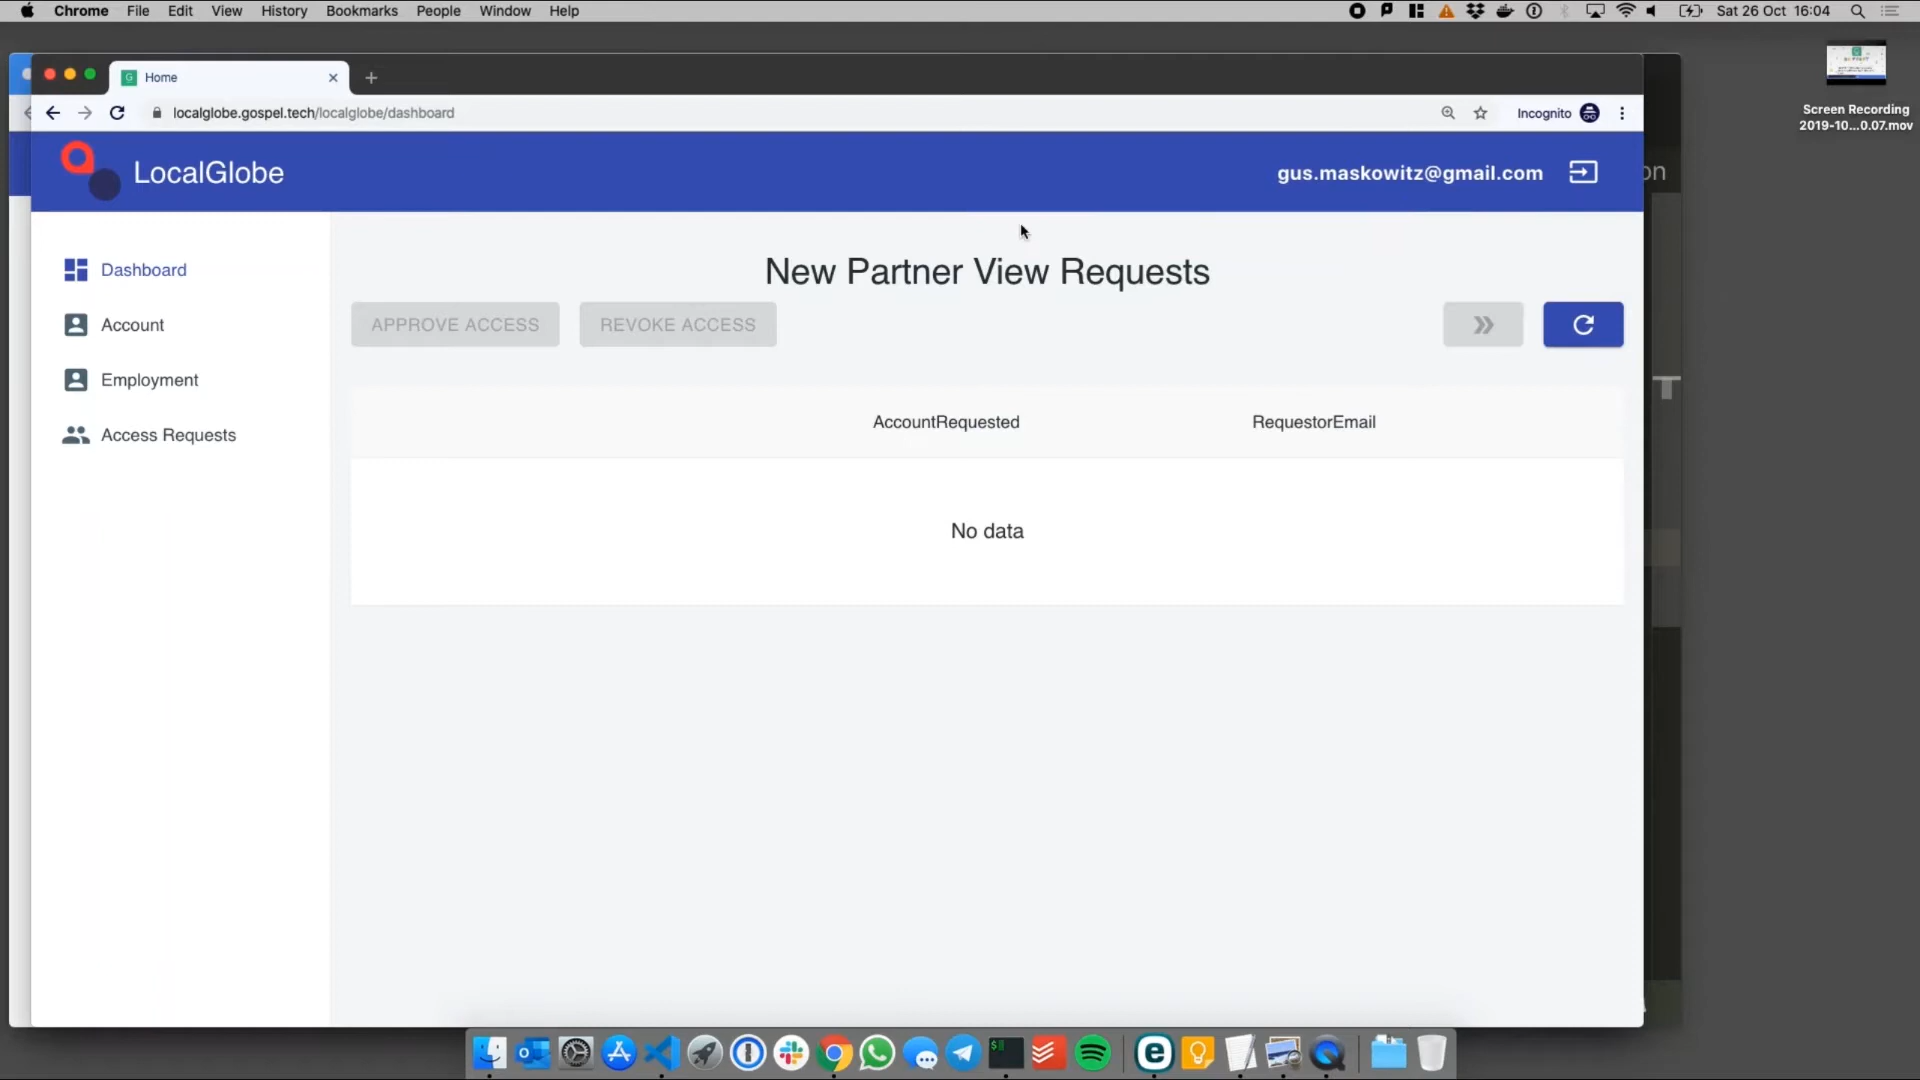 Chrome File Edit View History Bookmarks People Window Help Sat 26 Oct 16:04
Home
localglobe.gospel.tech/localglobe/dashboard Incognito
LocalGlobe gus.maskowitz@gmail.com
on
Dashboard
Account
Employment
Access Requests
New Partner View Requests
APPROVE ACCESS REVOKE ACCESS
AccountRequested RequestorEmail
No data
T
Screen Recording
2019-10...0.07.mov